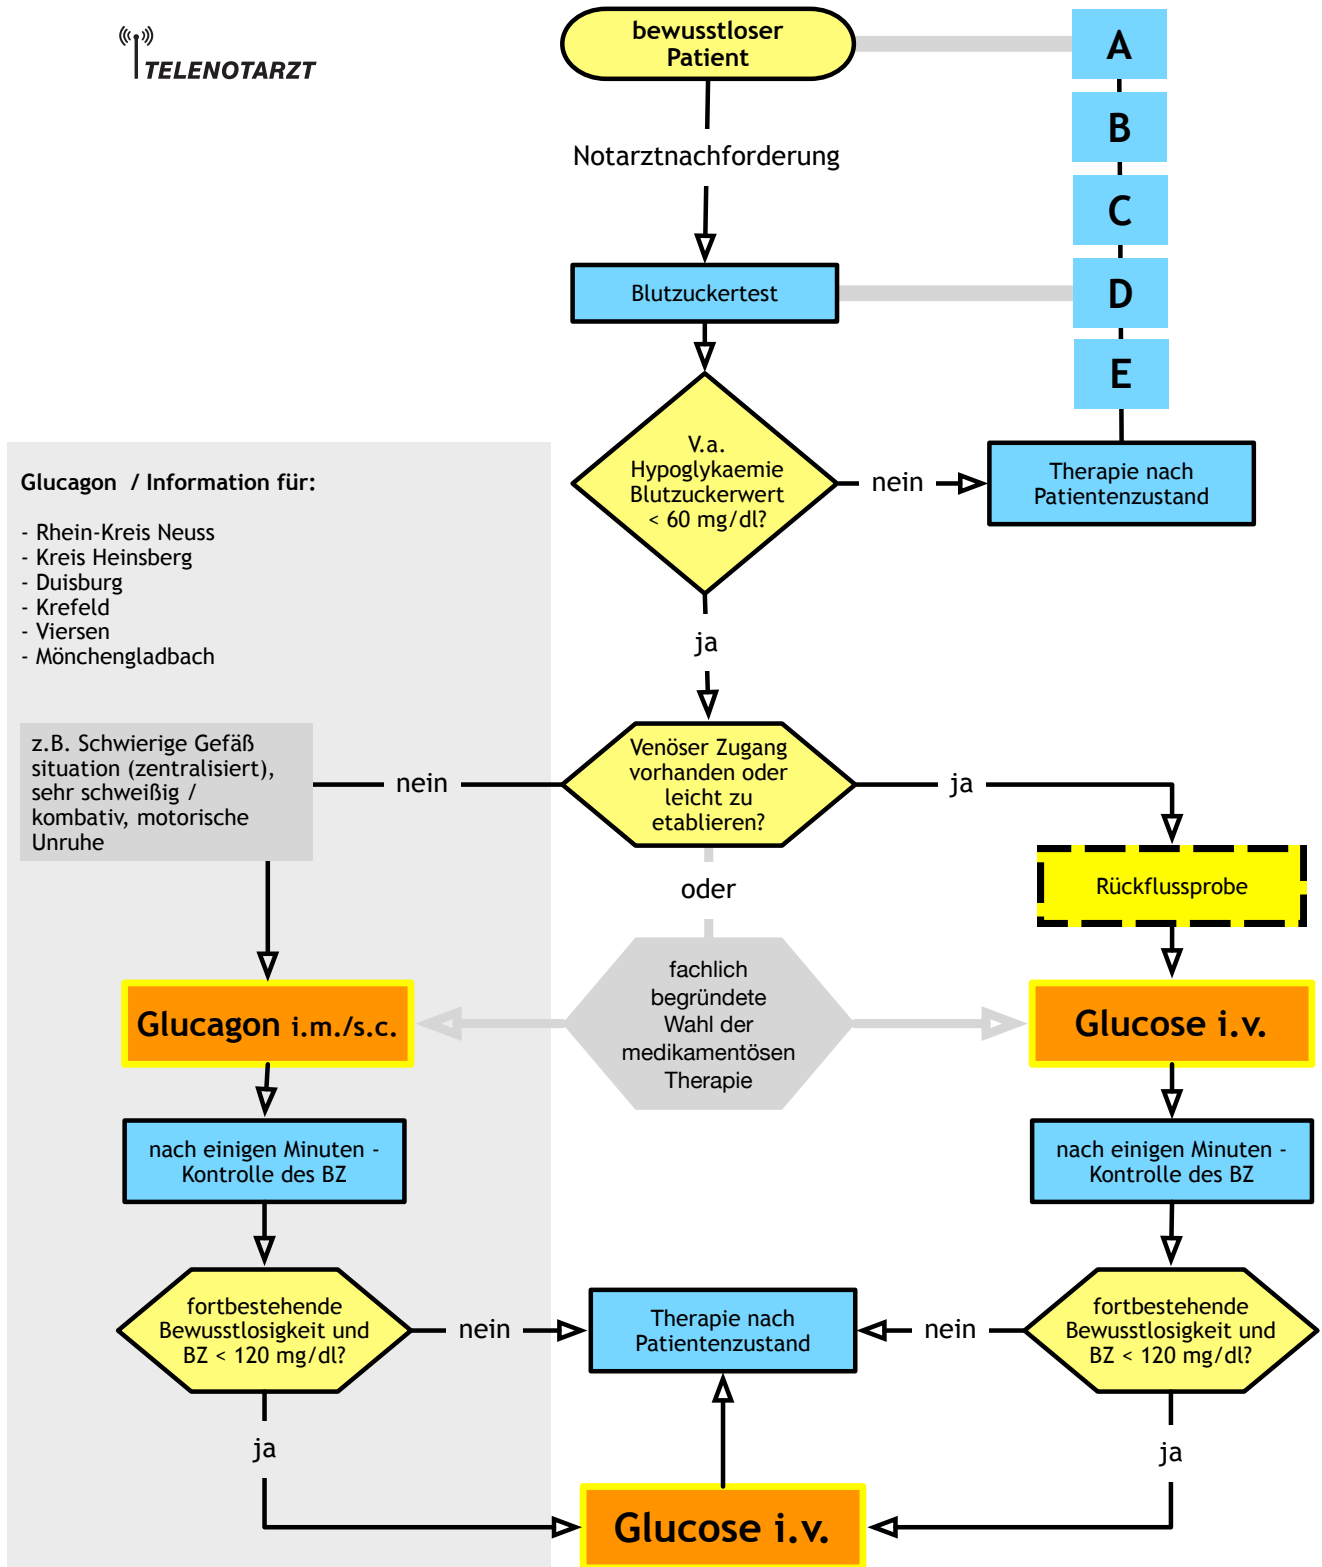 TELENOTARZT
bewusstloser
Patient
A
B
C
D
E
Notarztnachforderung
Blutzuckertest
V.a.
Hypoglykaemie
Blutzuckerwert
< 60 mg/dl?
nein
Therapie nach
Patientenzustand
Glucagon / Information für:
- Rhein-Kreis Neuss
- Kreis Heinsberg
- Duisburg
- Krefeld
- Viersen
- Mönchengladbach
ja
Venöser Zugang
vorhanden oder
leicht zu
etablieren?
nein
z.B. Schwierige Gefäß
situation (zentralisiert),
sehr schweißig /
kombativ, motorische
Unruhe
ja
Rückflussprobe
oder
fachlich
begründete
Wahl der
medikamentösen
Therapie
Glucagon i.m./s.c.
Glucose i.v.
nach einigen Minuten -
Kontrolle des BZ
nach einigen Minuten -
Kontrolle des BZ
fortbestehende
Bewusstlosigkeit und
BZ < 120 mg/dl?
nein
Therapie nach
Patientenzustand
nein
fortbestehende
Bewusstlosigkeit und
BZ < 120 mg/dl?
ja
ja
Glucose i.v.